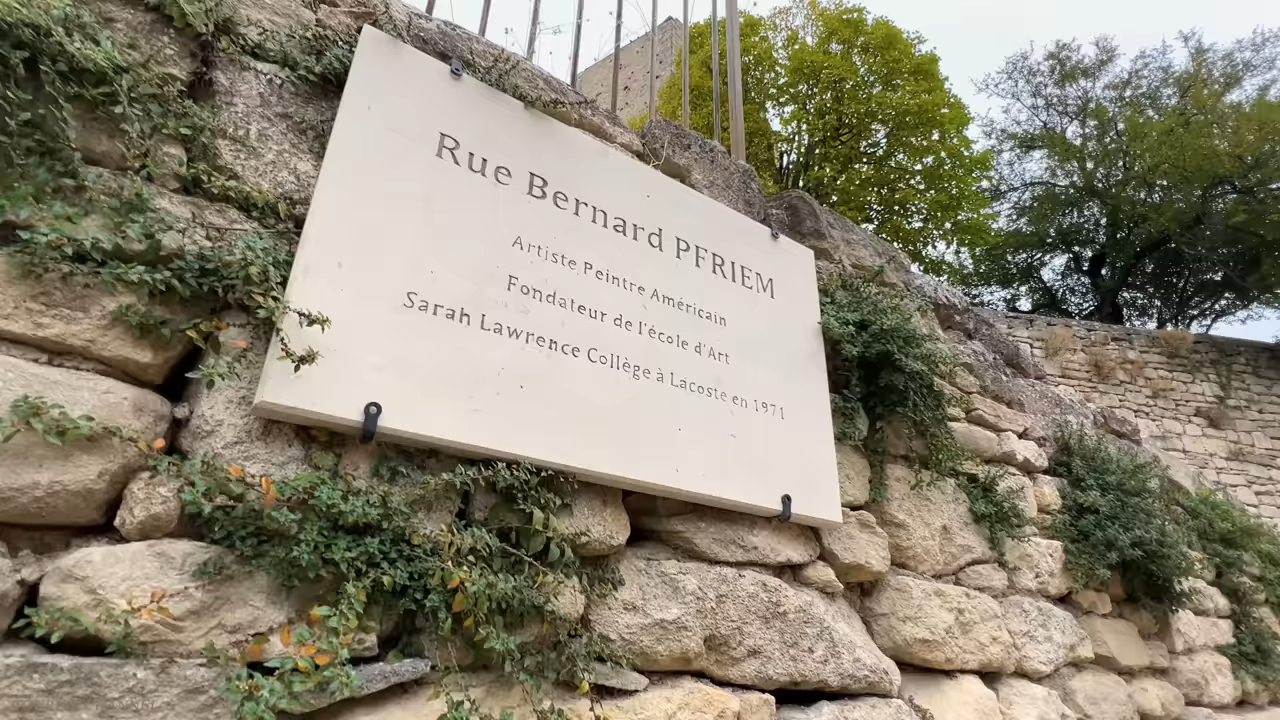 Rue Bernard PFRIEM
Artiste Peintre Américain
Fondateur de l'école d'Art
Sarah Lawrence Collège à Lacoste en 1971